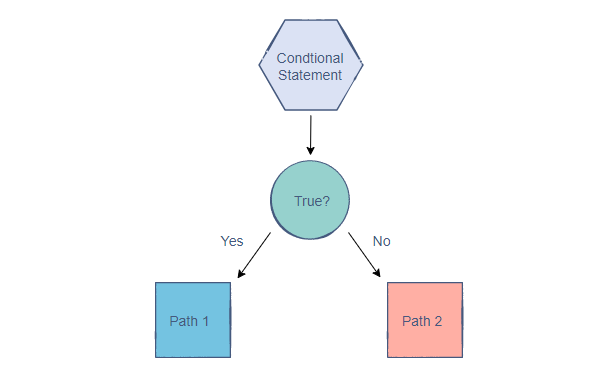 Condtional
Statement
True?
Yes
No
Path 1
Path 2